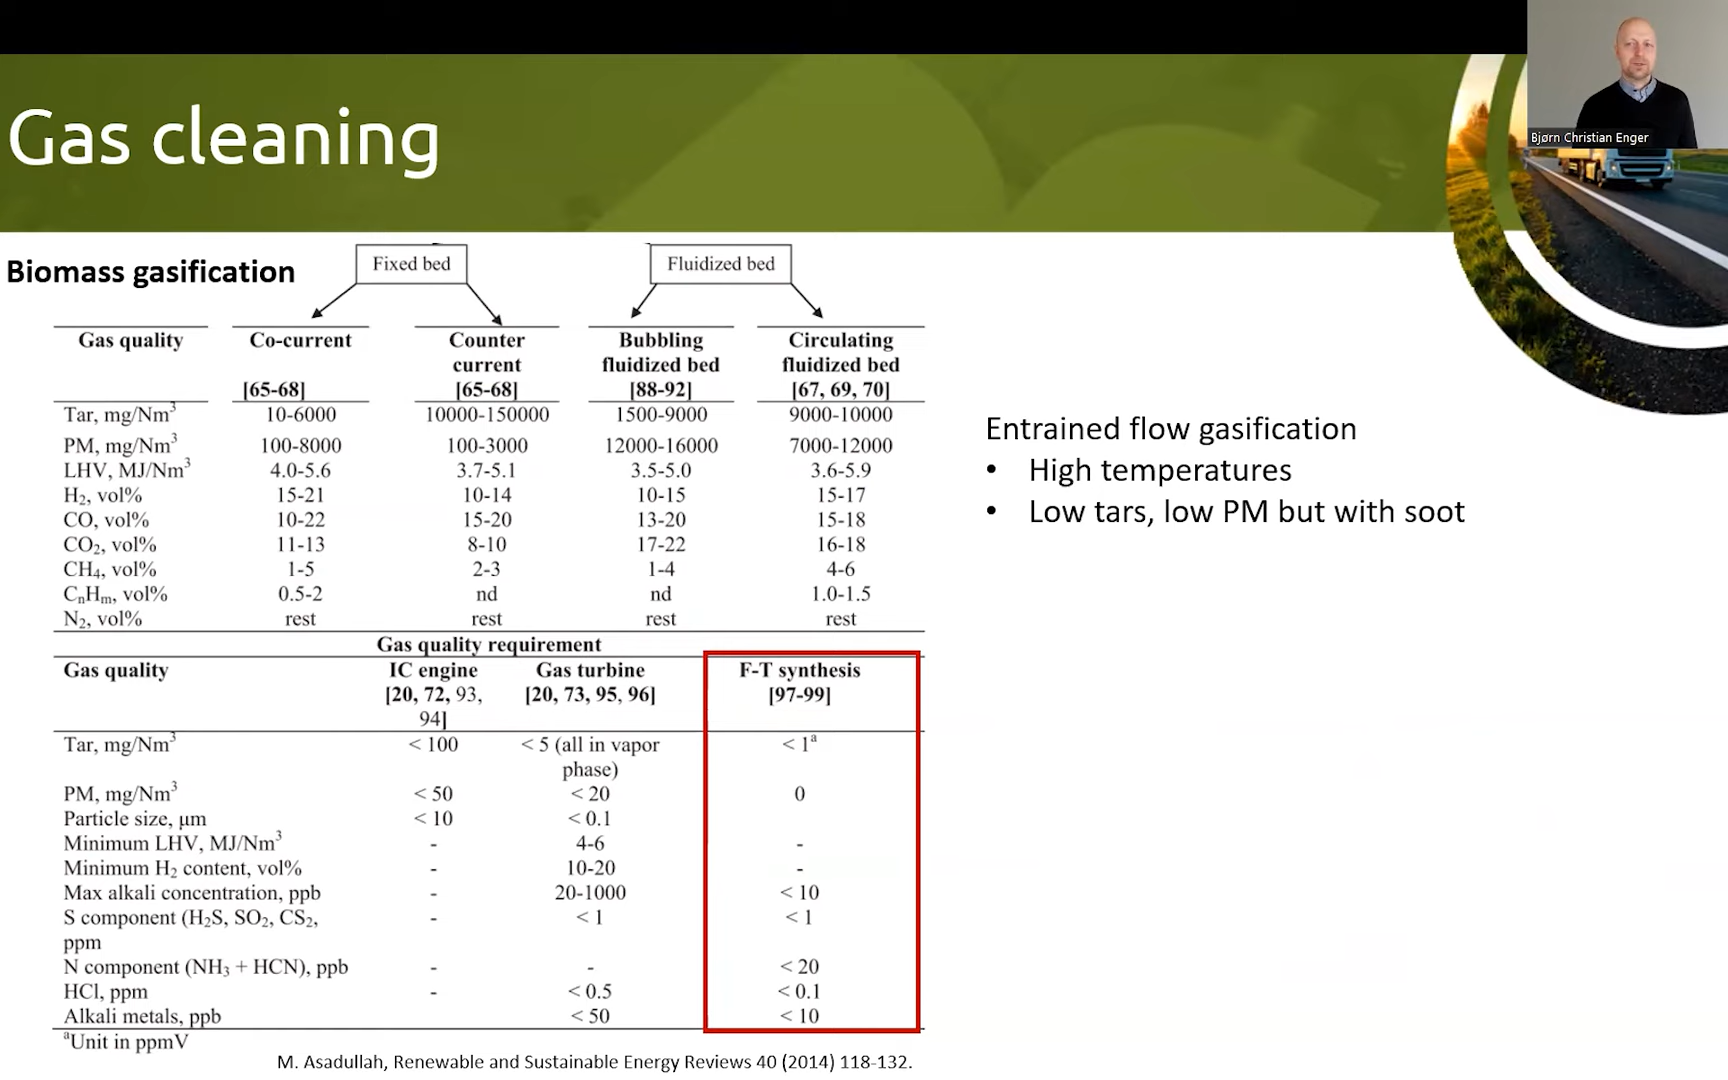 Gas cleaning
Bjørn Christian Enger
Biomass gasification
Fixed bed
Fluidized bed
Gas quality Co-current Counter Bubbling Circulating
current fluidized bed fluidized bed
[65-68] [65-68] [88-92] [67, 69, 70]
Tar, mg/Nm³ 10-6000 10000-150000 1500-9000 9000-10000
PM, mg/Nm³ 100-8000 100-3000 12000-16000 7000-12000
LHV, MJ/Nm³ 4.0-5.6 3.7-5.1 3.5-5.0 3.6-5.9
H₂, vol% 15-21 10-14 10-15 15-17
CO, vol% 10-22 15-20 13-20 15-18
CO₂, vol% 11-13 8-10 17-22 16-18
CH₄, vol% 1-5 2-3 1-4 4-6
CₙHₘ, vol% 0.5-2 nd nd 1.0-1.5
N₂, vol% rest rest rest rest
Gas quality requirement
Gas quality IC engine Gas turbine F-T synthesis
[20, 72, 93, [20, 73, 95, 96] [97-99]
94]
Tar, mg/Nm³ < 100 < 5 (all in vapor < 1ᵃ
phase)
PM, mg/Nm³ < 50 < 20 0
Particle size, μm < 10 < 0.1
Minimum LHV, MJ/Nm³ - 4-6 -
Minimum H₂ content, vol% - 10-20 -
Max alkali concentration, ppb - 20-1000 < 10
S component (H₂S, SO₂, CS₂, - < 1 < 1
ppm
N component (NH₃ + HCN), ppb - - < 20
HCl, ppm - < 0.5 < 0.1
Alkali metals, ppb < 50 < 10
ᵃUnit in ppmV
M. Asadullah, Renewable and Sustainable Energy Reviews 40 (2014) 118-132.
Entrained flow gasification
• High temperatures
• Low tars, low PM but with soot